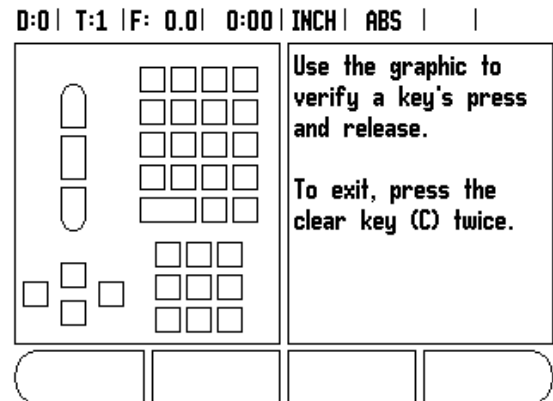 D:0| T:1 |F: 0.0| 0:00|INCH| ABS | |
Use the graphic to
verify a key's press
and release.
To exit, press the
clear key (C) twice.